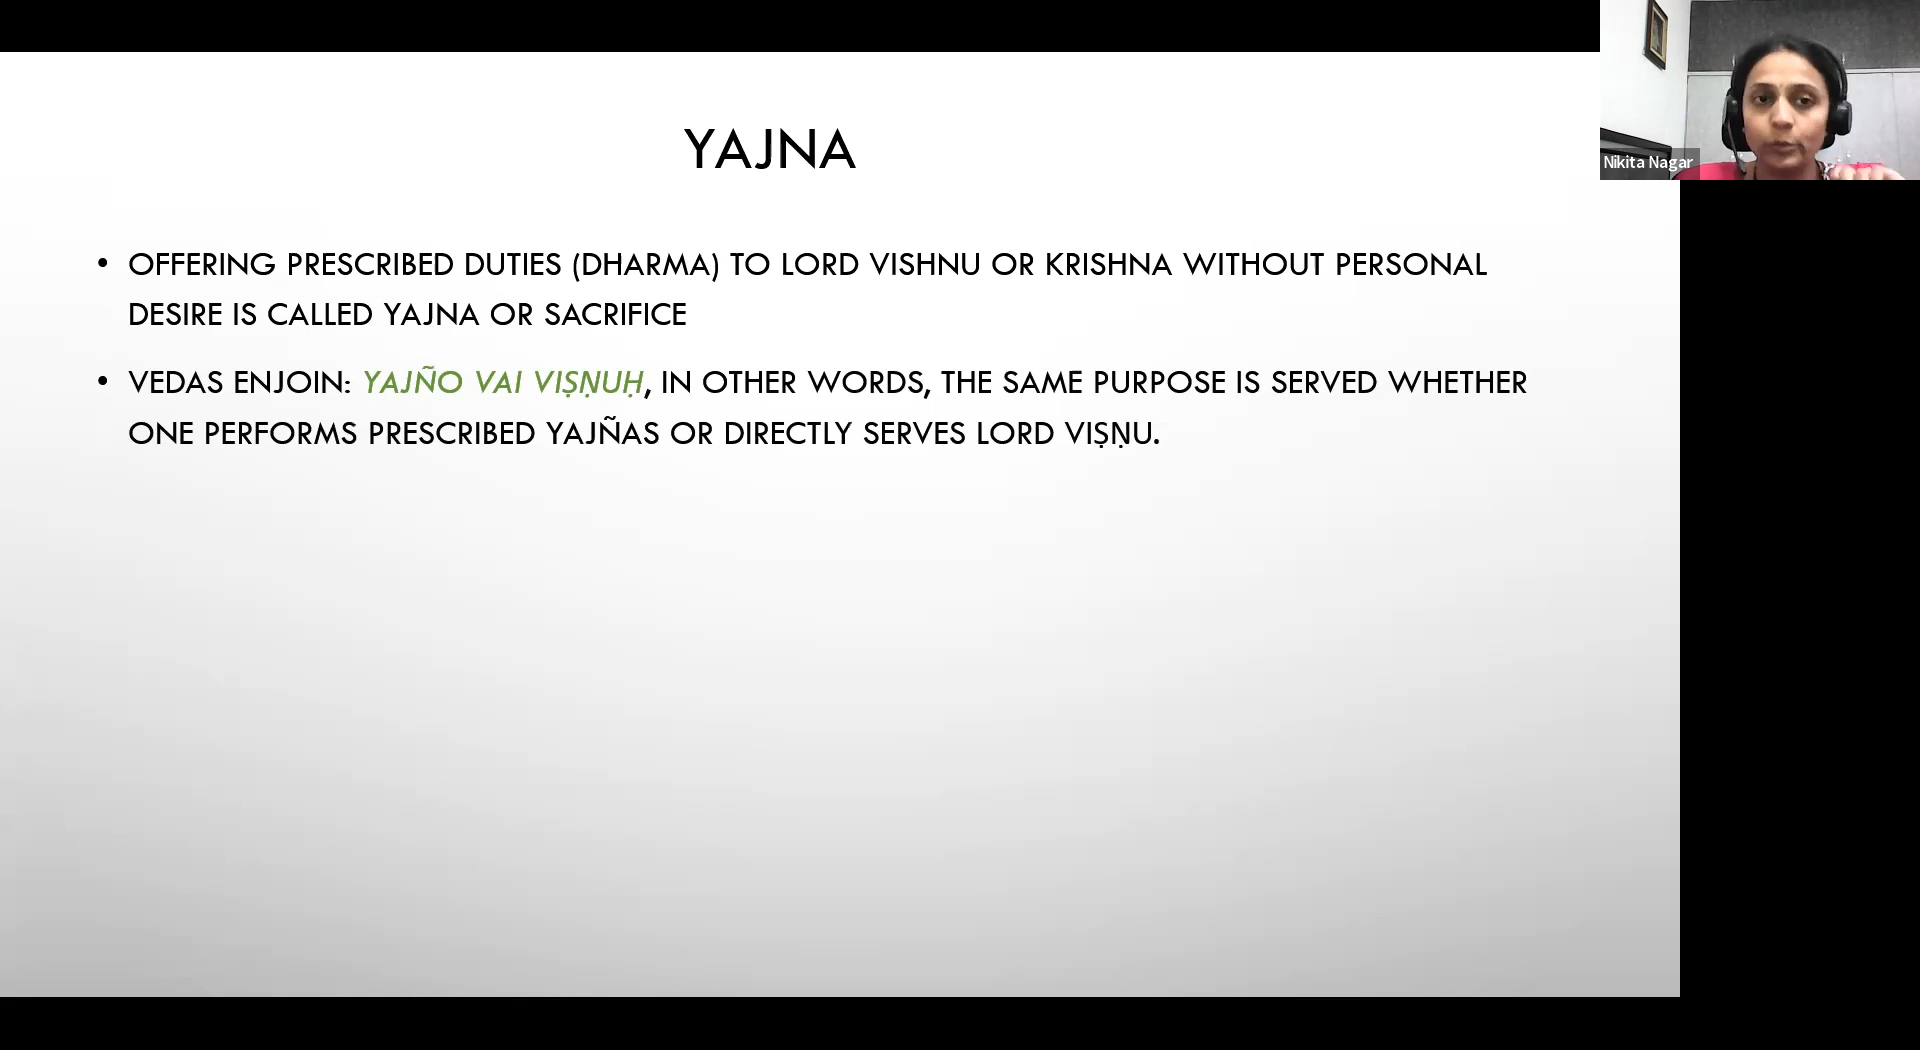 YAJNA
• OFFERING PRESCRIBED DUTIES (DHARMA) TO LORD VISHNU OR KRISHNA WITHOUT PERSONAL
DESIRE IS CALLED YAJNA OR SACRIFICE
• VEDAS ENJOIN: YAJÑO VAI VIṢṆUḤ, IN OTHER WORDS, THE SAME PURPOSE IS SERVED WHETHER
ONE PERFORMS PRESCRIBED YAJÑAS OR DIRECTLY SERVES LORD VIṢṆU.
Nikita Nagar